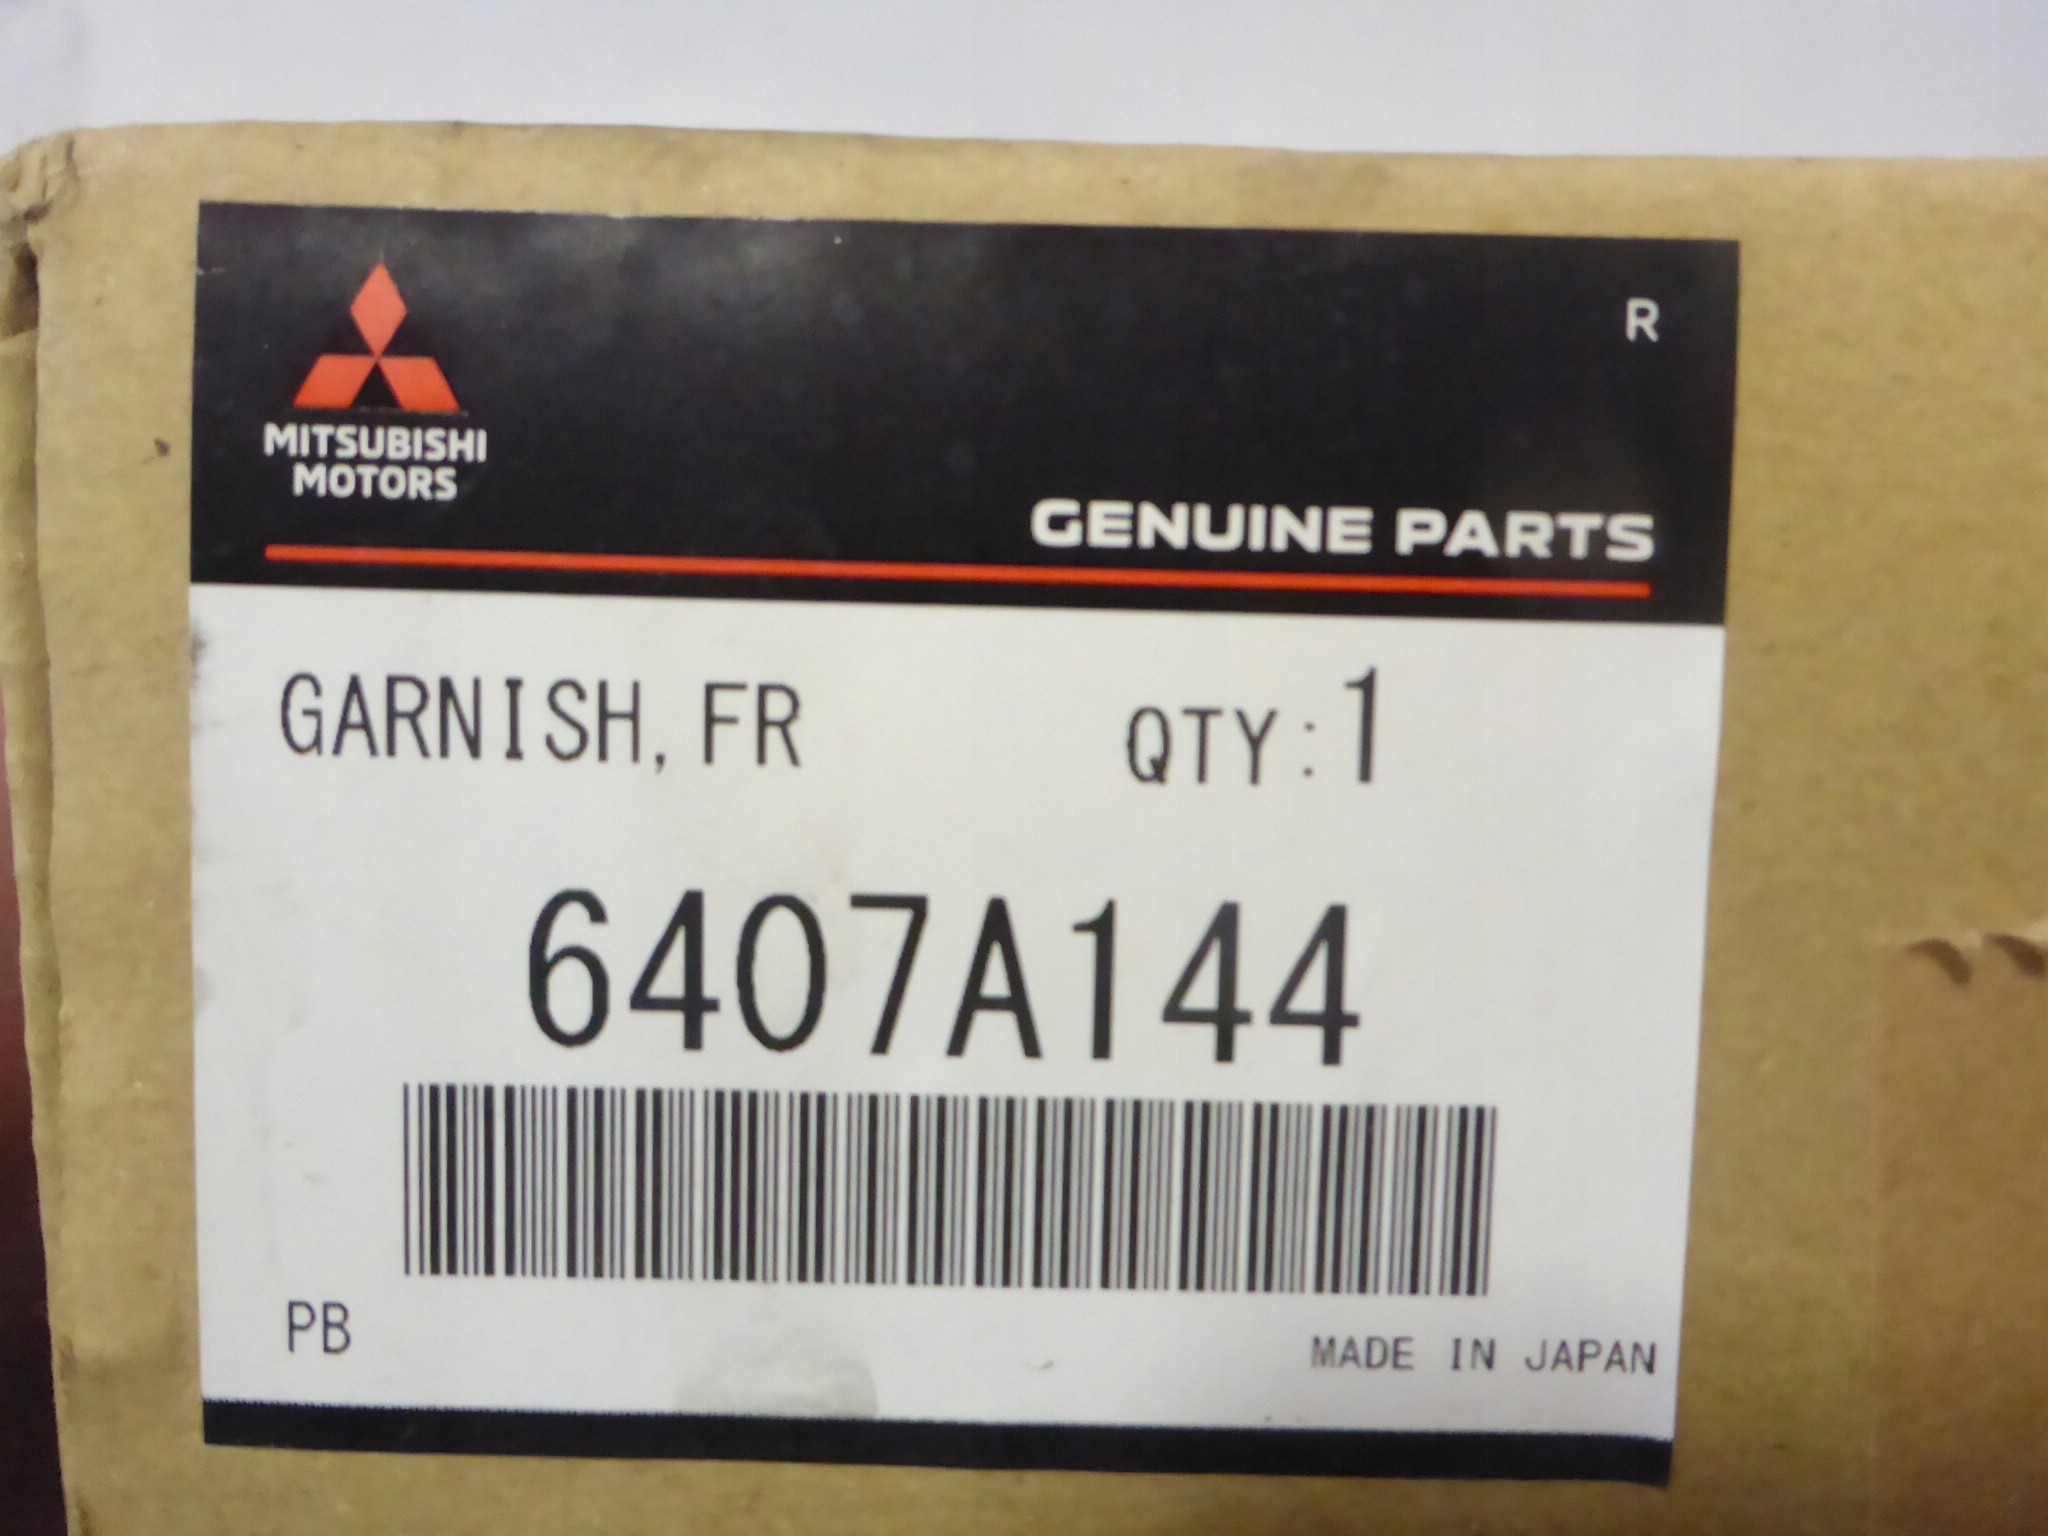 R
MITSUBISHI
MOTORS
GENUINE PARTS
GARNISH, FR QTY:1
6407A144
PB
MADE IN JAPAN